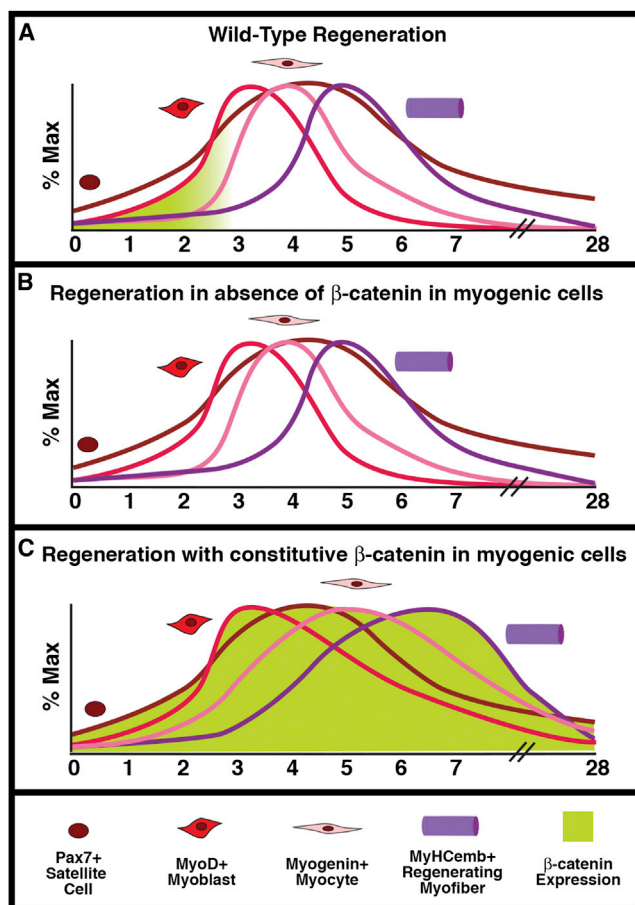 A
Wild-Type Regeneration
% Max
0 1 2 3 4 5 6 7 28
B
Regeneration in absence of β-catenin in myogenic cells
% Max
0 1 2 3 4 5 6 7 28
C
Regeneration with constitutive β-catenin in myogenic cells
% Max
0 1 2 3 4 5 6 7 28
Pax7+
Satellite
Cell
MyoD+
Myoblast
Myogenin+
Myocyte
MyHCemb+
Regenerating
Myofiber
β-catenin
Expression